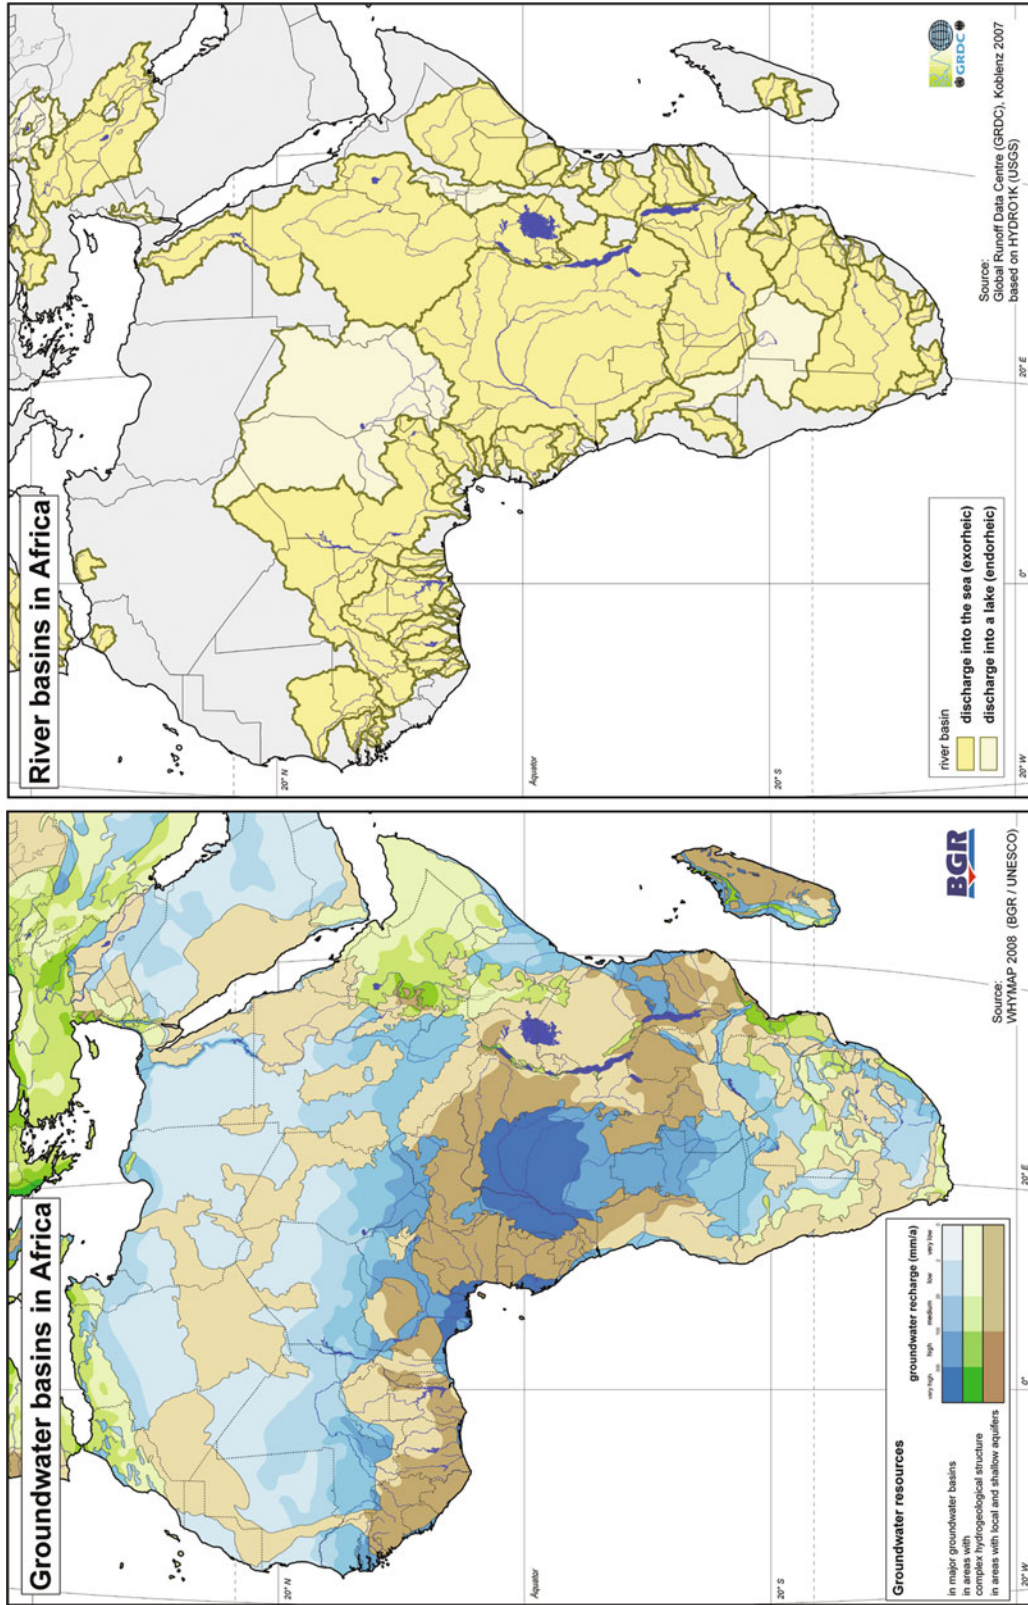 Groundwater basins in Africa
20° N
Äquator
20° S
20° W
0°
20° E
Groundwater resources
groundwater recharge (mm/a)
very high
high
medium
low
very low
in major groundwater basins
in areas with
complex hydrogeological structure
in areas with local and shallow aquifers
BGR
Source:
WHYMAP 2008 (BGR / UNESCO)
River basins in Africa
20° N
Äquator
20° S
20° W
0°
20° E
river basin
discharge into the sea (exorheic)
discharge into a lake (endorheic)
GRDC
Source:
Global Runoff Data Centre (GRDC), Koblenz 2007
based on HYDRO1K (USGS)